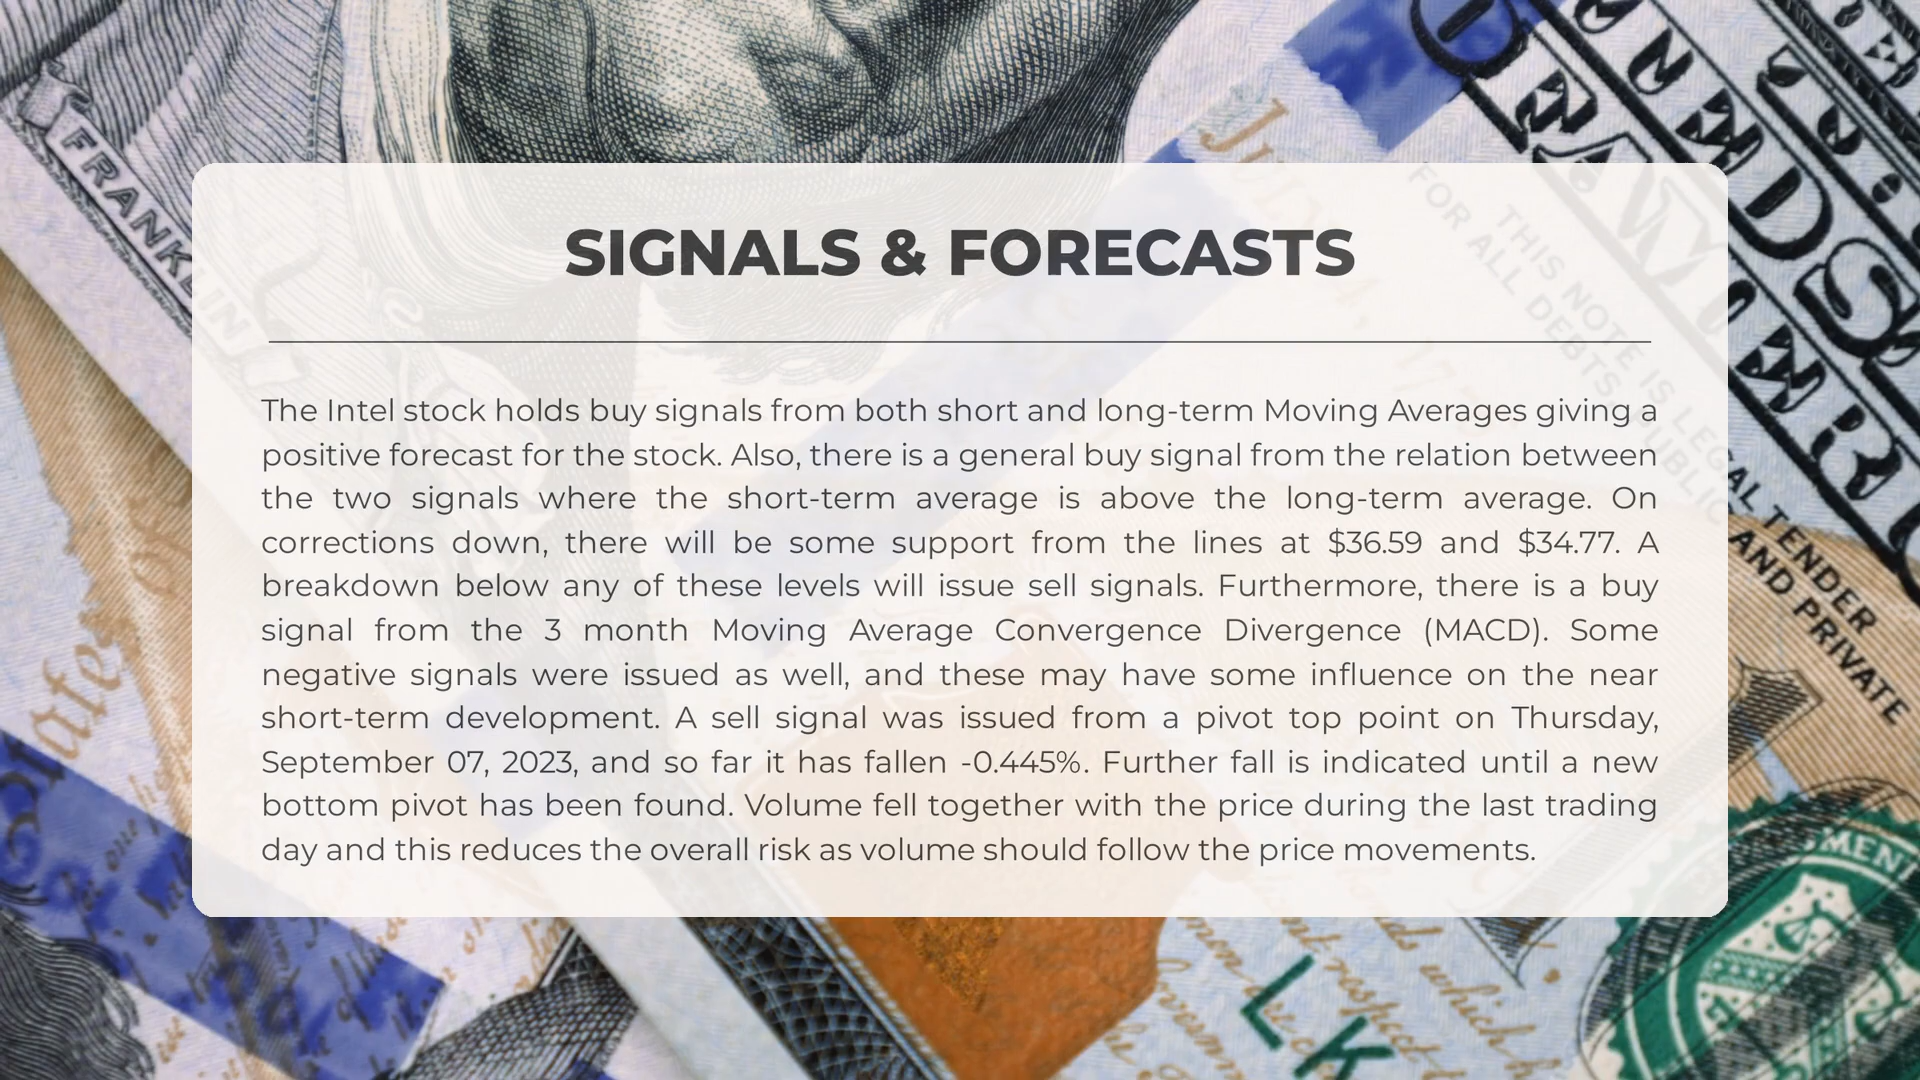 FRANKLIN
JULY 4, 17
THIS NOTE IS LEGAL TENDER
FOR ALL DEBTS, PUBLIC AND PRIVATE
SIGNALS & FORECASTS
The Intel stock holds buy signals from both short and long-term Moving Averages giving a
positive forecast for the stock. Also, there is a general buy signal from the relation between
the two signals where the short-term average is above the long-term average. On
corrections down, there will be some support from the lines at $36.59 and $34.77. A
breakdown below any of these levels will issue sell signals. Furthermore, there is a buy
signal from the 3 month Moving Average Convergence Divergence (MACD). Some
negative signals were issued as well, and these may have some influence on the near
short-term development. A sell signal was issued from a pivot top point on Thursday,
September 07, 2023, and so far it has fallen -0.445%. Further fall is indicated until a new
bottom pivot has been found. Volume fell together with the price during the last trading
day and this reduces the overall risk as volume should follow the price movements.
LK